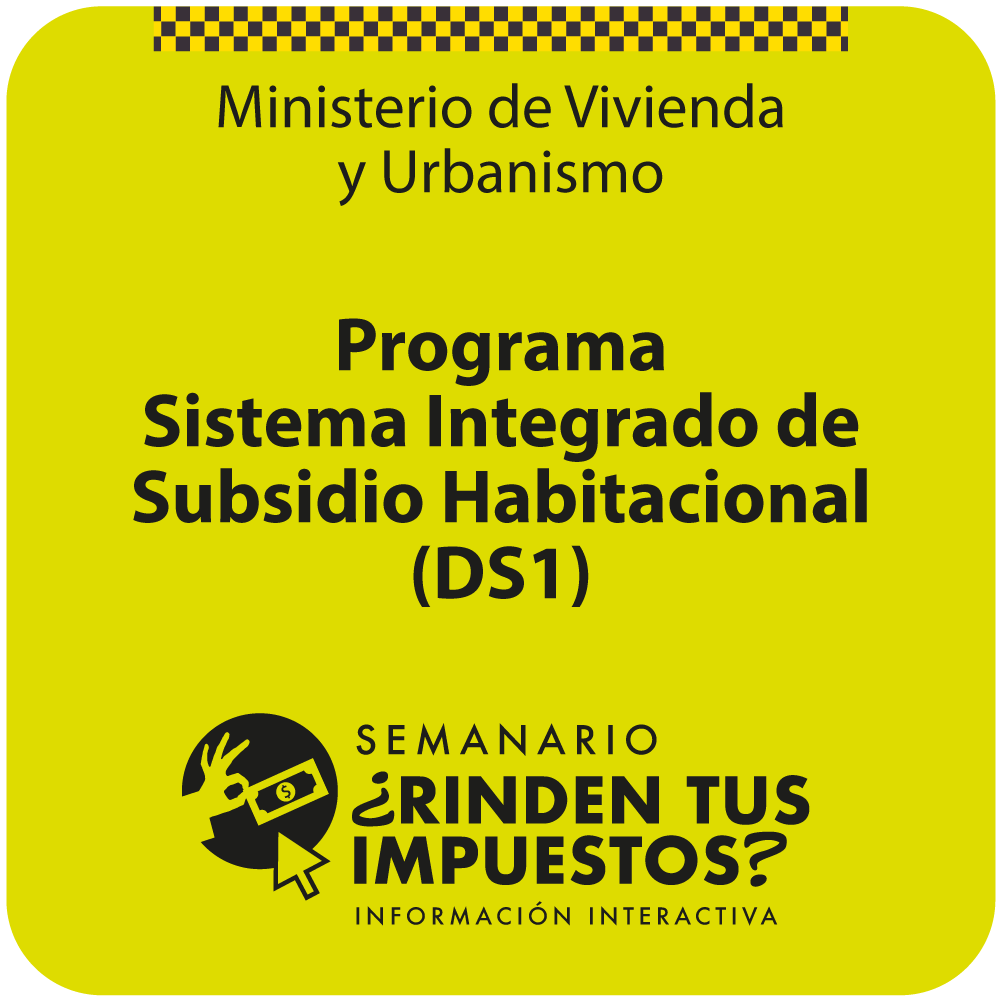 Ministerio de Vivienda
y Urbanismo
Programa
Sistema Integrado de
Subsidio Habitacional
(DS1)
SEMANARIO
¿RINDEN TUS
IMPUESTOS?
INFORMACIÓN INTERACTIVA
$